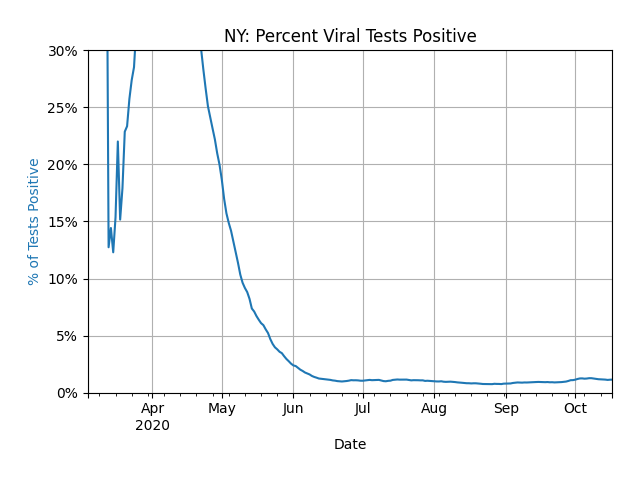 NY: Percent Viral Tests Positive
30%
25%
20%
15%
10%
5%
0%
% of Tests Positive
Apr
2020
May
Jun
Jul
Aug
Sep
Oct
Date